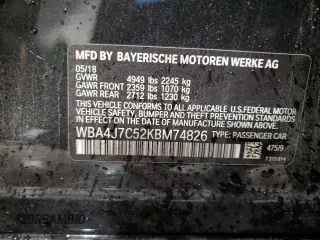 MFD BY BAYERISCHE MOTOREN WERKE AG
05/18
GVWR 4949 lbs 2245 kg
GAWR FRONT 2359 lbs 1070 kg
GAWR REAR 2712 lbs 1230 kg
THIS VEHICLE CONFORMS TO ALL APPLICABLE FEDERAL MOTOR
VEHICLE SAFETY, BUMPER, AND THEFT PREVENTION STANDARDS
IN EFFECT ON THE DATE OF MANUFACTURE SHOWN ABOVE.
WBA4J7C52KBM74826 TYPE: PASSENGER CAR
475/9